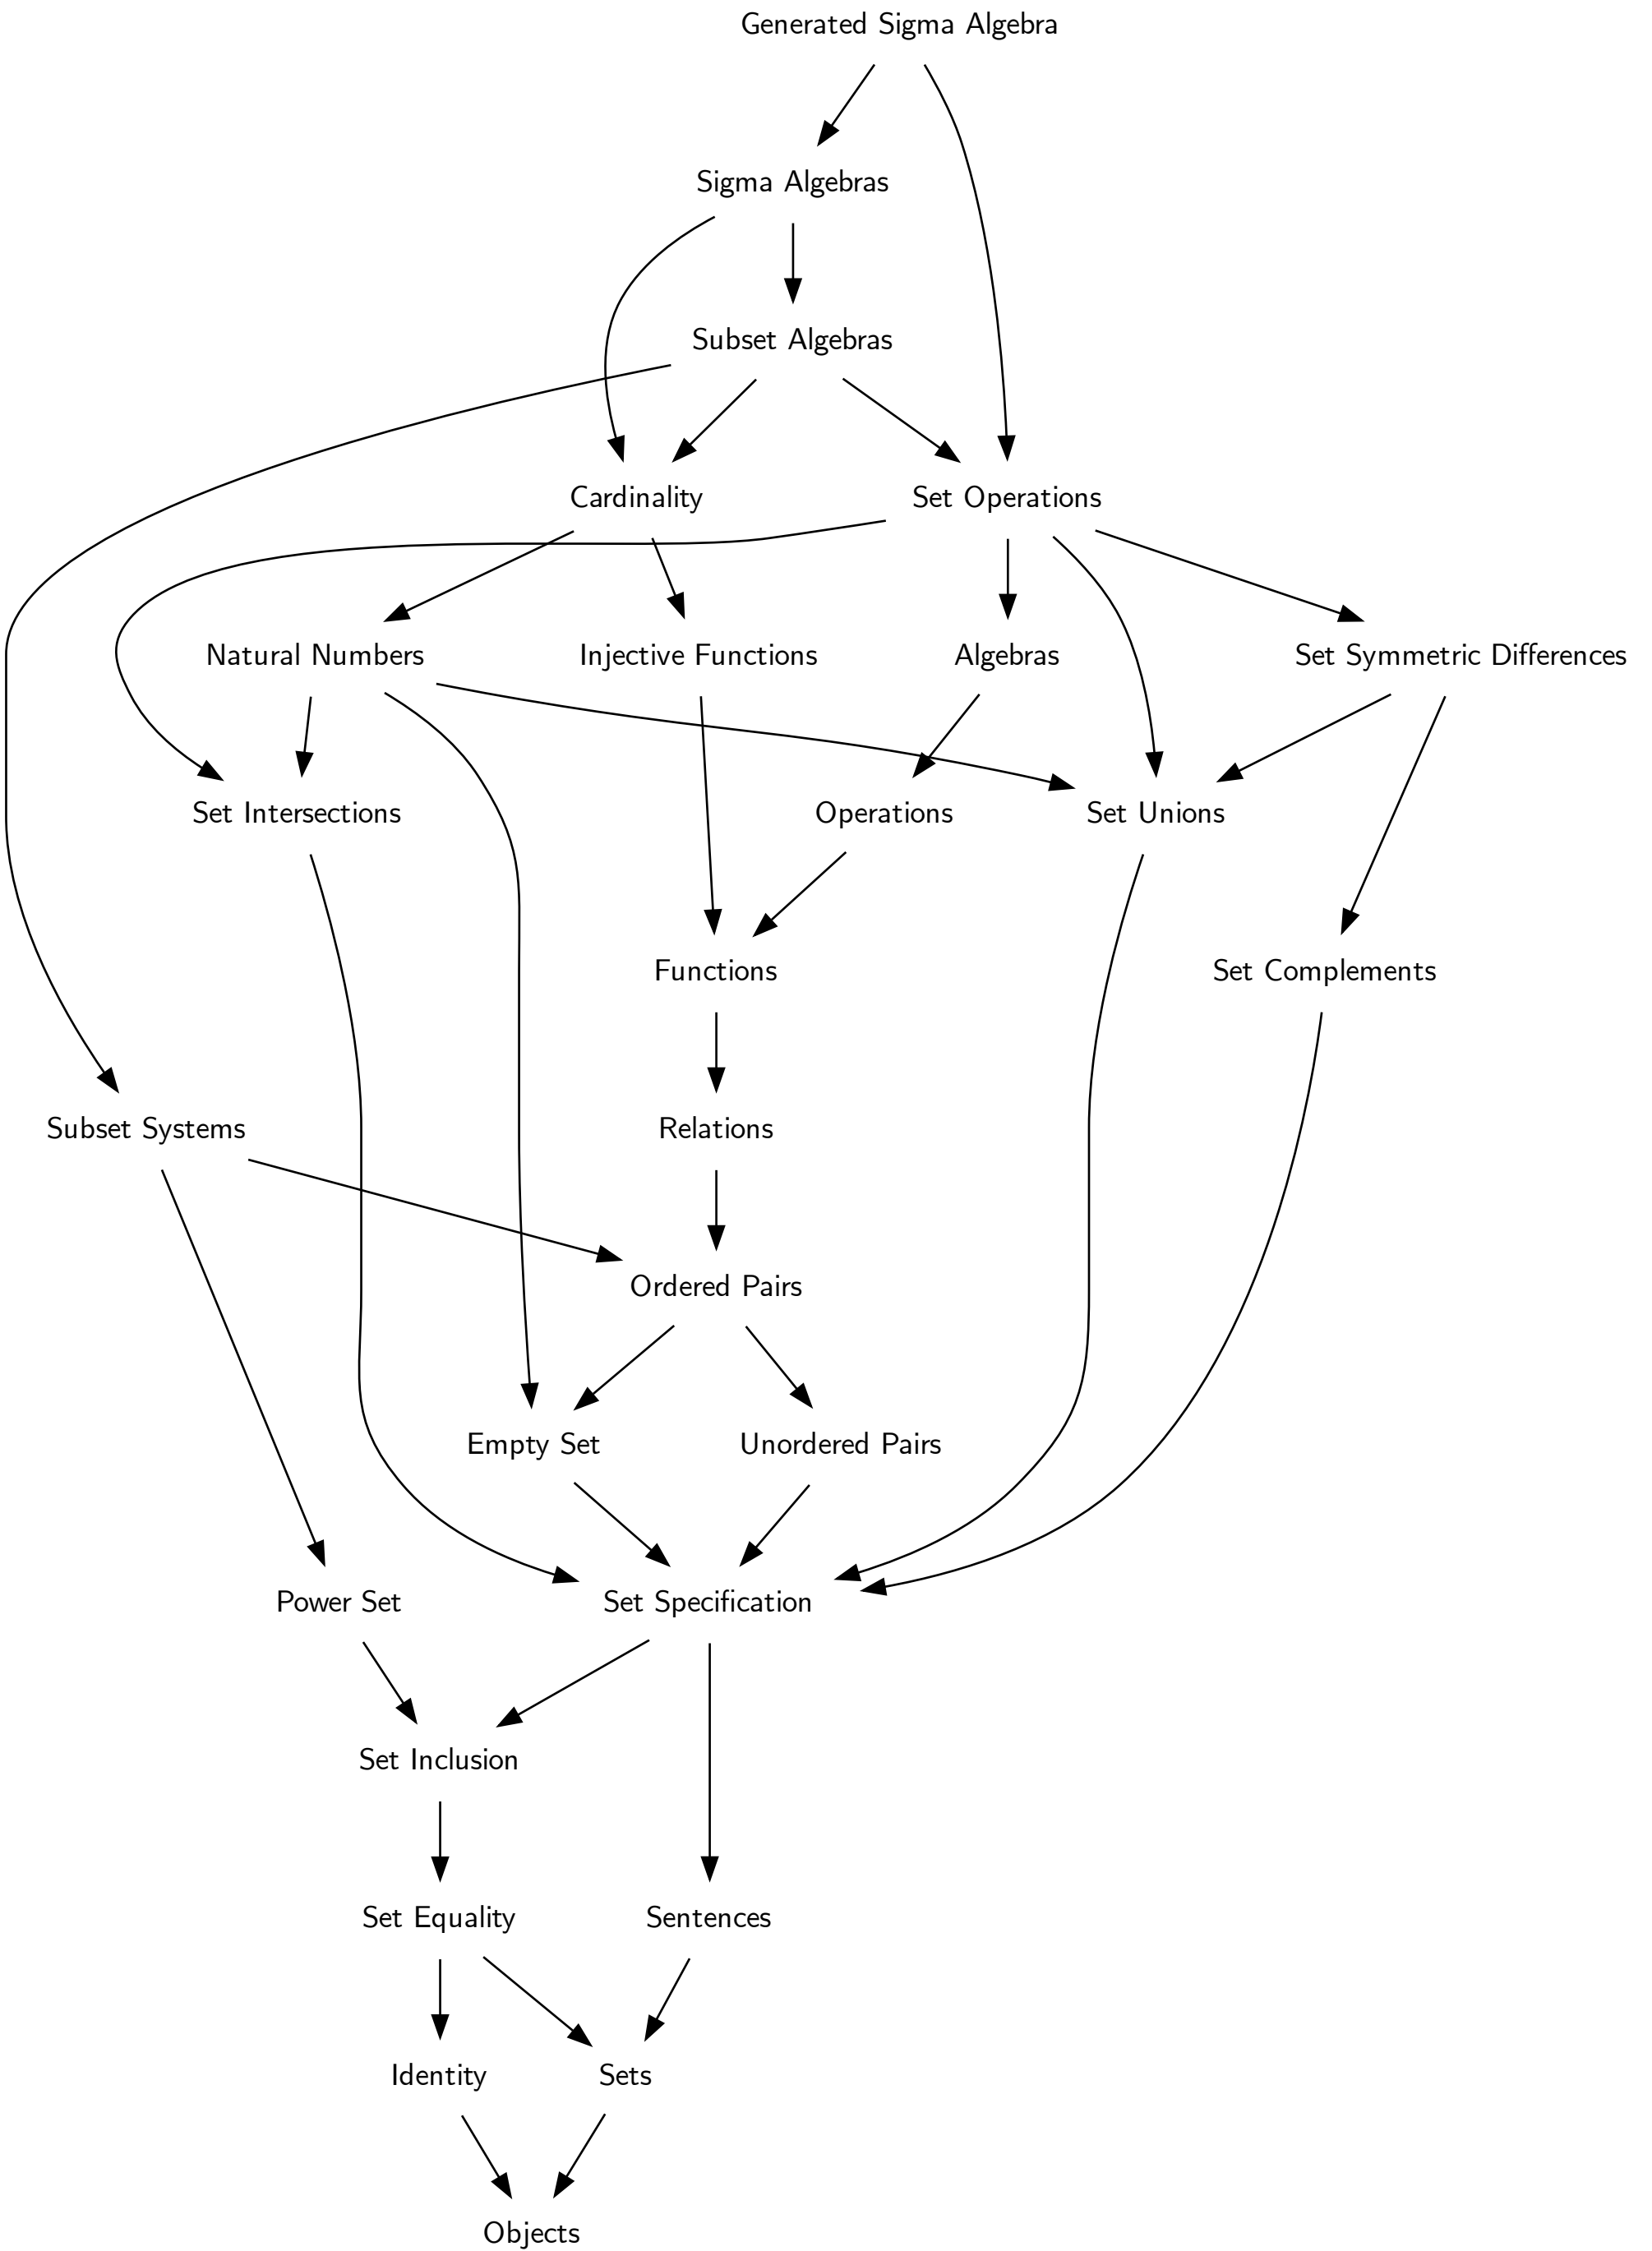 Generated Sigma Algebra
Sigma Algebras
Subset Algebras
Cardinality
Set Operations
Natural Numbers
Injective Functions
Algebras
Set Symmetric Differences
Set Intersections
Operations
Set Unions
Functions
Set Complements
Subset Systems
Relations
Ordered Pairs
Empty Set
Unordered Pairs
Power Set
Set Specification
Set Inclusion
Set Equality
Sentences
Identity
Sets
Objects